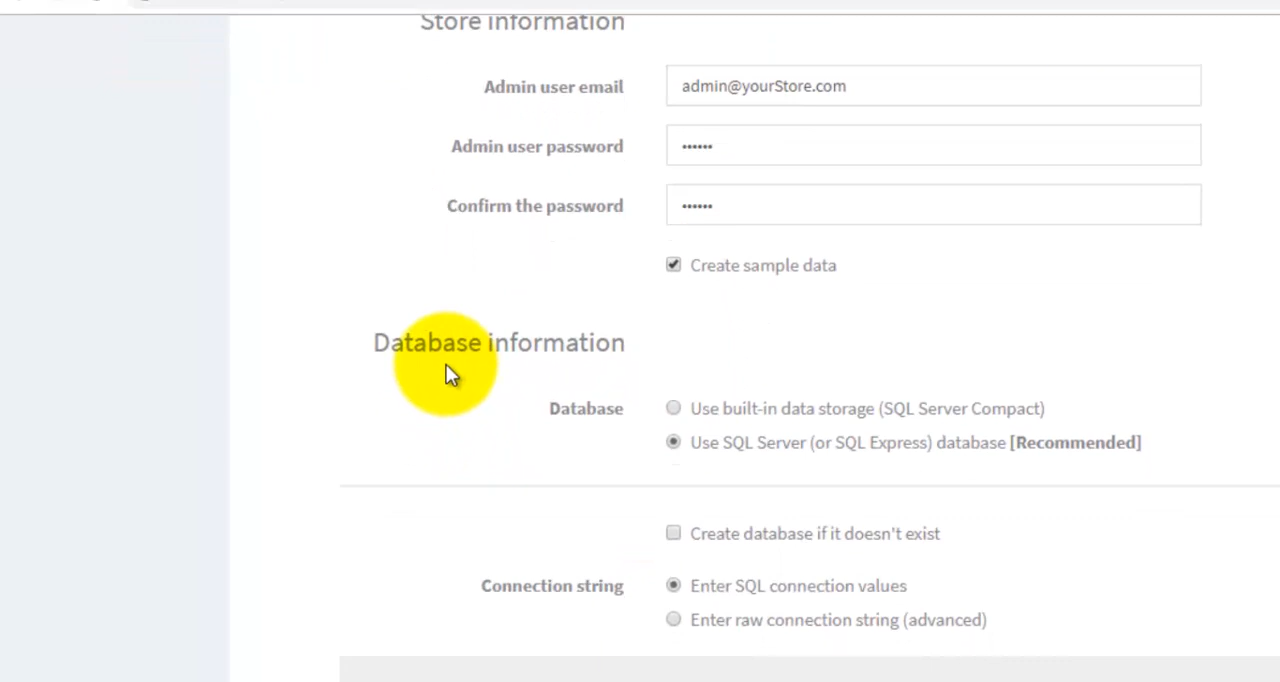 Store information
Admin user email admin@yourStore.com
Admin user password ••••••
Confirm the password ••••••
Create sample data
Database information
Database Use built-in data storage (SQL Server Compact)
Use SQL Server (or SQL Express) database [Recommended]
Create database if it doesn't exist
Connection string Enter SQL connection values
Enter raw connection string (advanced)